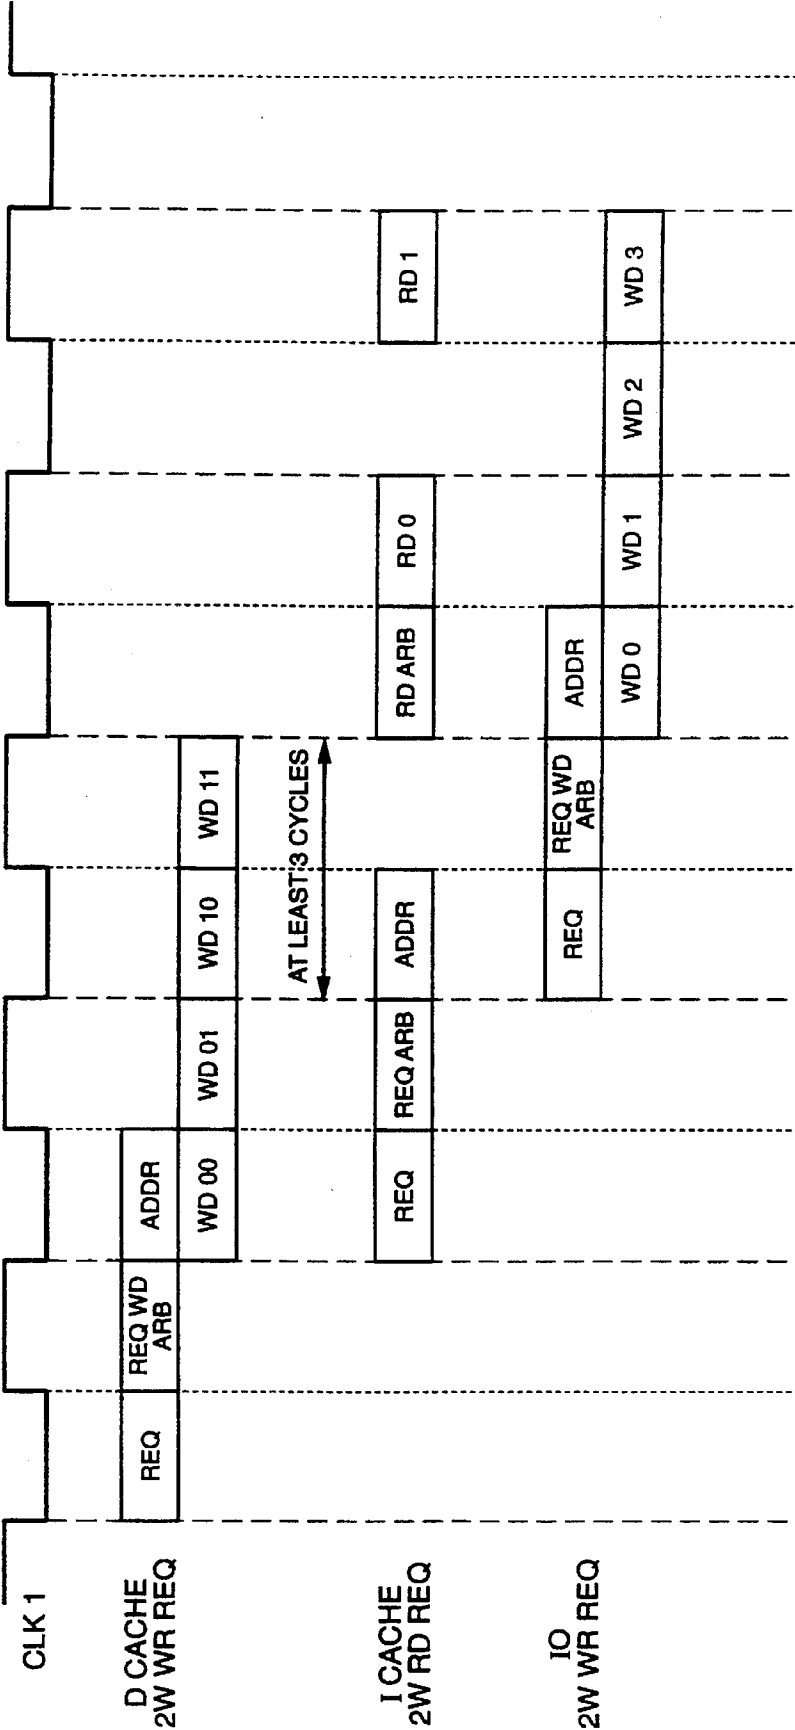 CLK 1
D CACHE
2W WR REQ
REQ
REQ WD
ARB
ADDR
WD 00
WD 01
WD 10
WD 11
AT LEAST 3 CYCLES
I CACHE
2W RD REQ
REQ
REQ ARB
ADDR
RD ARB
RD 0
RD 1
IO
2W WR REQ
REQ
REQ WD
ARB
ADDR
WD 0
WD 1
WD 2
WD 3